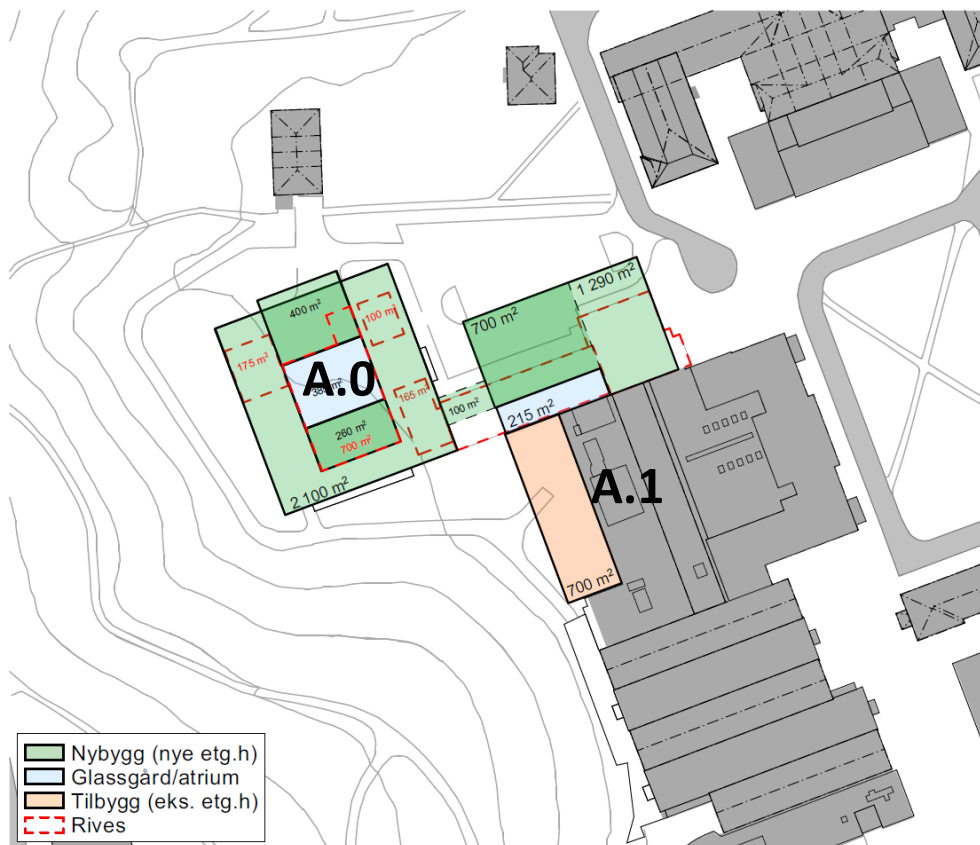 1 290 m²
400 m²
100 m²
700 m²
175 m²
A.0
165 m²
100 m²
215 m²
260 m²
700 m²
A.1
2 100 m²
700 m²
Nybygg (nye etg.h)
Glassgård/atrium
Tilbygg (eks. etg.h)
Rives